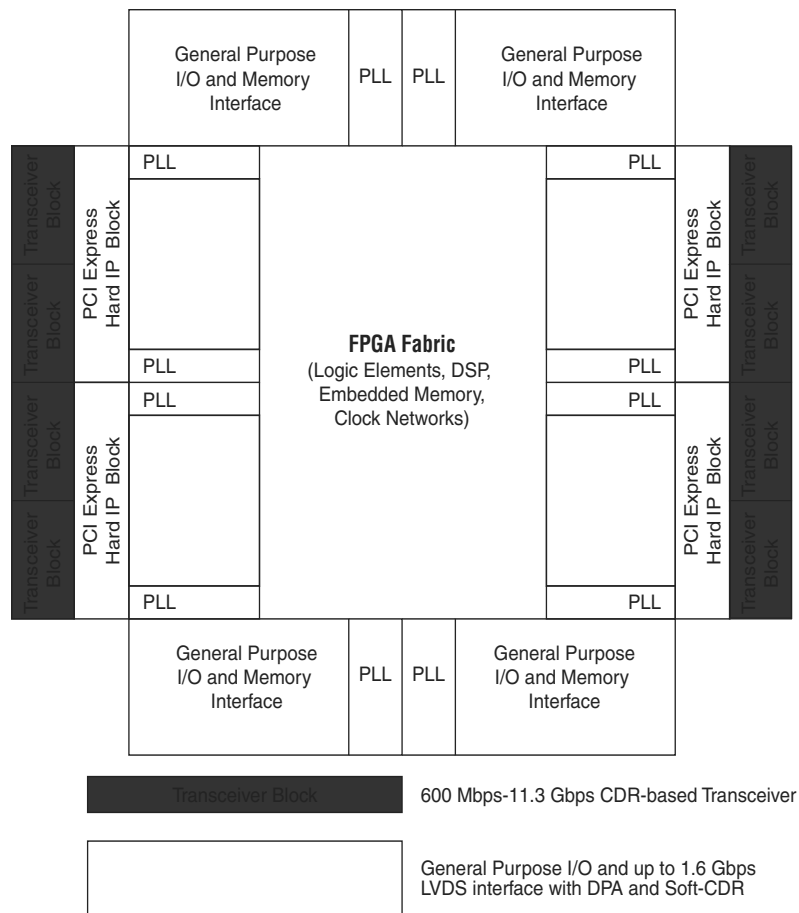 General Purpose
I/O and Memory
Interface
PLL
PLL
General Purpose
I/O and Memory
Interface
Transceiver
Block
Transceiver
Block
PCI Express
Hard IP Block
PLL
PLL
PLL
PLL
PCI Express
Hard IP Block
Transceiver
Block
Transceiver
Block
FPGA Fabric
(Logic Elements, DSP,
Embedded Memory,
Clock Networks)
Transceiver
Block
Transceiver
Block
PCI Express
Hard IP Block
PLL
PLL
PLL
PLL
PCI Express
Hard IP Block
Transceiver
Block
Transceiver
Block
General Purpose
I/O and Memory
Interface
PLL
PLL
General Purpose
I/O and Memory
Interface
Transceiver Block
600 Mbps-11.3 Gbps CDR-based Transceiver
General Purpose I/O and up to 1.6 Gbps
LVDS interface with DPA and Soft-CDR